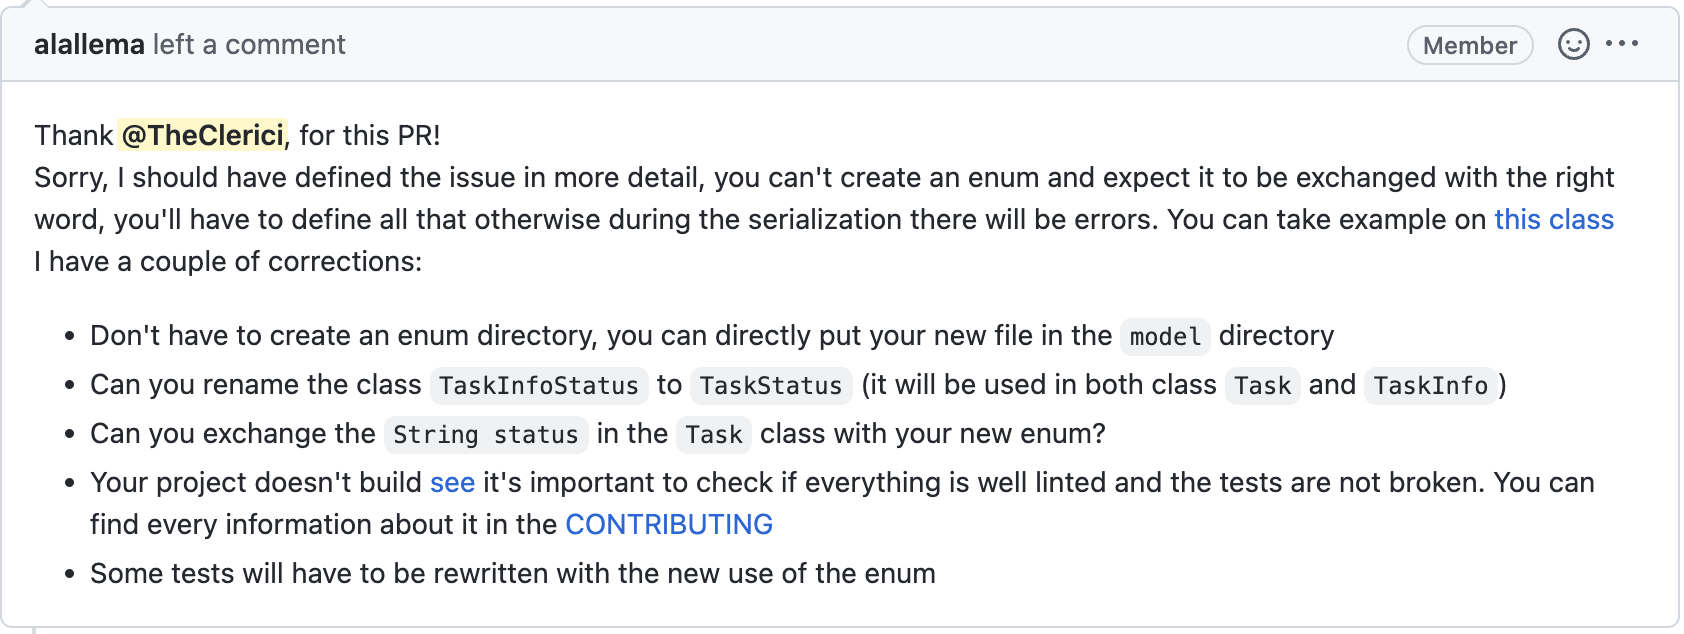 alallema left a comment
Member
Thank @TheClerici, for this PR!
Sorry, I should have defined the issue in more detail, you can't create an enum and expect it to be exchanged with the right
word, you'll have to define all that otherwise during the serialization there will be errors. You can take example on this class
I have a couple of corrections:
• Don't have to create an enum directory, you can directly put your new file in the model directory
• Can you rename the class TaskInfoStatus to TaskStatus (it will be used in both class Task and TaskInfo)
• Can you exchange the String status in the Task class with your new enum?
• Your project doesn't build see it's important to check if everything is well linted and the tests are not broken. You can
find every information about it in the CONTRIBUTING
• Some tests will have to be rewritten with the new use of the enum